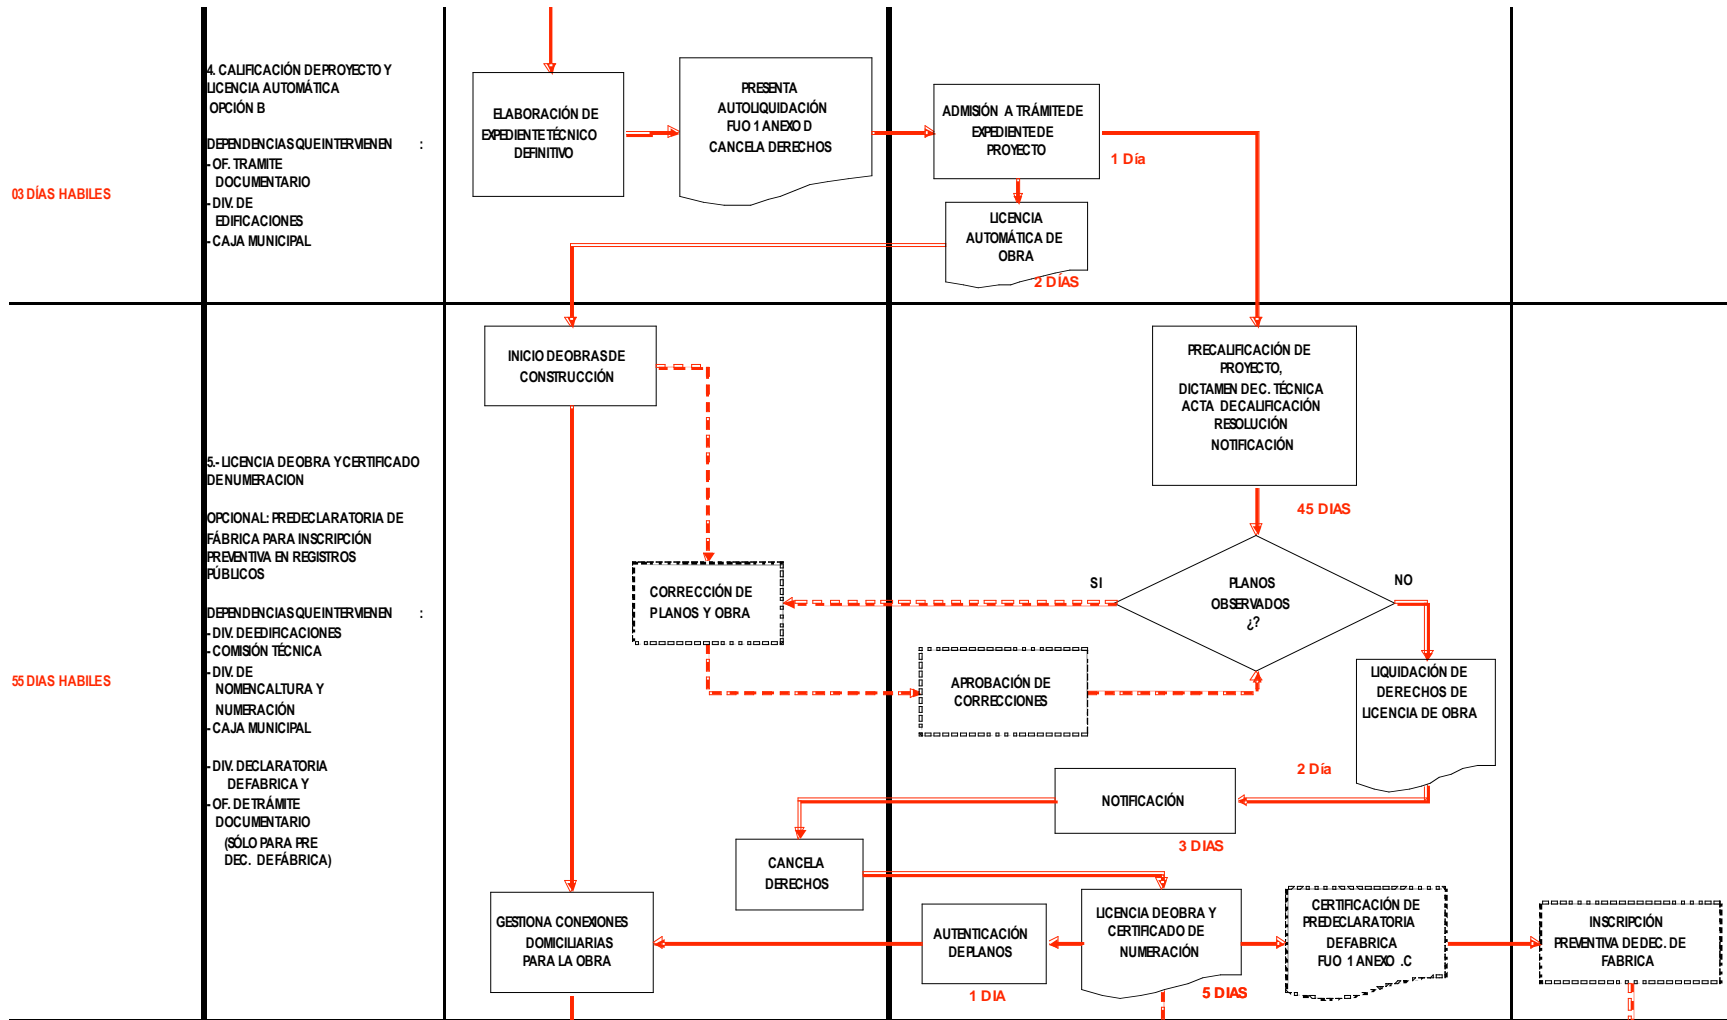 03 DÍAS HABILES
4. CALIFICACIÓN DE PROYECTO Y
LICENCIA AUTOMÁTICA
OPCIÓN B
DEPENDENCIAS QUE INTERVIENEN :
- OF. TRAMITE
DOCUMENTARIO
- DIV. DE
EDIFICACIONES
- CAJA MUNICIPAL
ELABORACIÓN DE
EXPEDIENTE TÉCNICO
DEFINITIVO
PRESENTA
AUTOLIQUIDACIÓN
FUO 1 ANEXO D
CANCELA DERECHOS
ADMISIÓN A TRÁMITE DE
EXPEDIENTE DE
PROYECTO
1 Día
LICENCIA
AUTOMÁTICA DE
OBRA
2 DÍAS
55 DIAS HABILES
5.- LICENCIA DE OBRA Y CERTIFICADO
DE NUMERACION
OPCIONAL: PREDECLARATORIA DE
FÁBRICA PARA INSCRIPCIÓN
PREVENTIVA EN REGISTROS
PÚBLICOS
DEPENDENCIAS QUE INTERVIENEN :
- DIV. DE EDIFICACIONES
- COMISIÓN TÉCNICA
- DIV. DE
NOMENCALTURA Y
NUMERACIÓN
- CAJA MUNICIPAL
- DIV. DECLARATORIA
DE FABRICA Y
- OF. DE TRÁMITE
DOCUMENTARIO
(SÓLO PARA PRE
DEC. DE FÁBRICA)
INICIO DE OBRAS DE
CONSTRUCCIÓN
PRECALIFICACIÓN DE
PROYECTO,
DICTAMEN DE C. TÉCNICA
ACTA DE CALIFICACIÓN
RESOLUCIÓN
NOTIFICACIÓN
45 DIAS
CORRECCIÓN DE
PLANOS Y OBRA
SI
PLANOS
OBSERVADOS
¿?
NO
APROBACIÓN DE
CORRECCIONES
LIQUIDACIÓN DE
DERECHOS DE
LICENCIA DE OBRA
2 Día
NOTIFICACIÓN
3 DIAS
CANCELA
DERECHOS
GESTIONA CONEXIONES
DOMICILIARIAS
PARA LA OBRA
AUTENTICACIÓN
DE PLANOS
1 DIA
LICENCIA DE OBRA Y
CERTIFICADO DE
NUMERACIÓN
5 DIAS
CERTIFICACIÓN DE
PREDECLARATORIA
DE FABRICA
FUO 1 ANEXO .C
INSCRIPCIÓN
PREVENTIVA DE DEC. DE
FABRICA